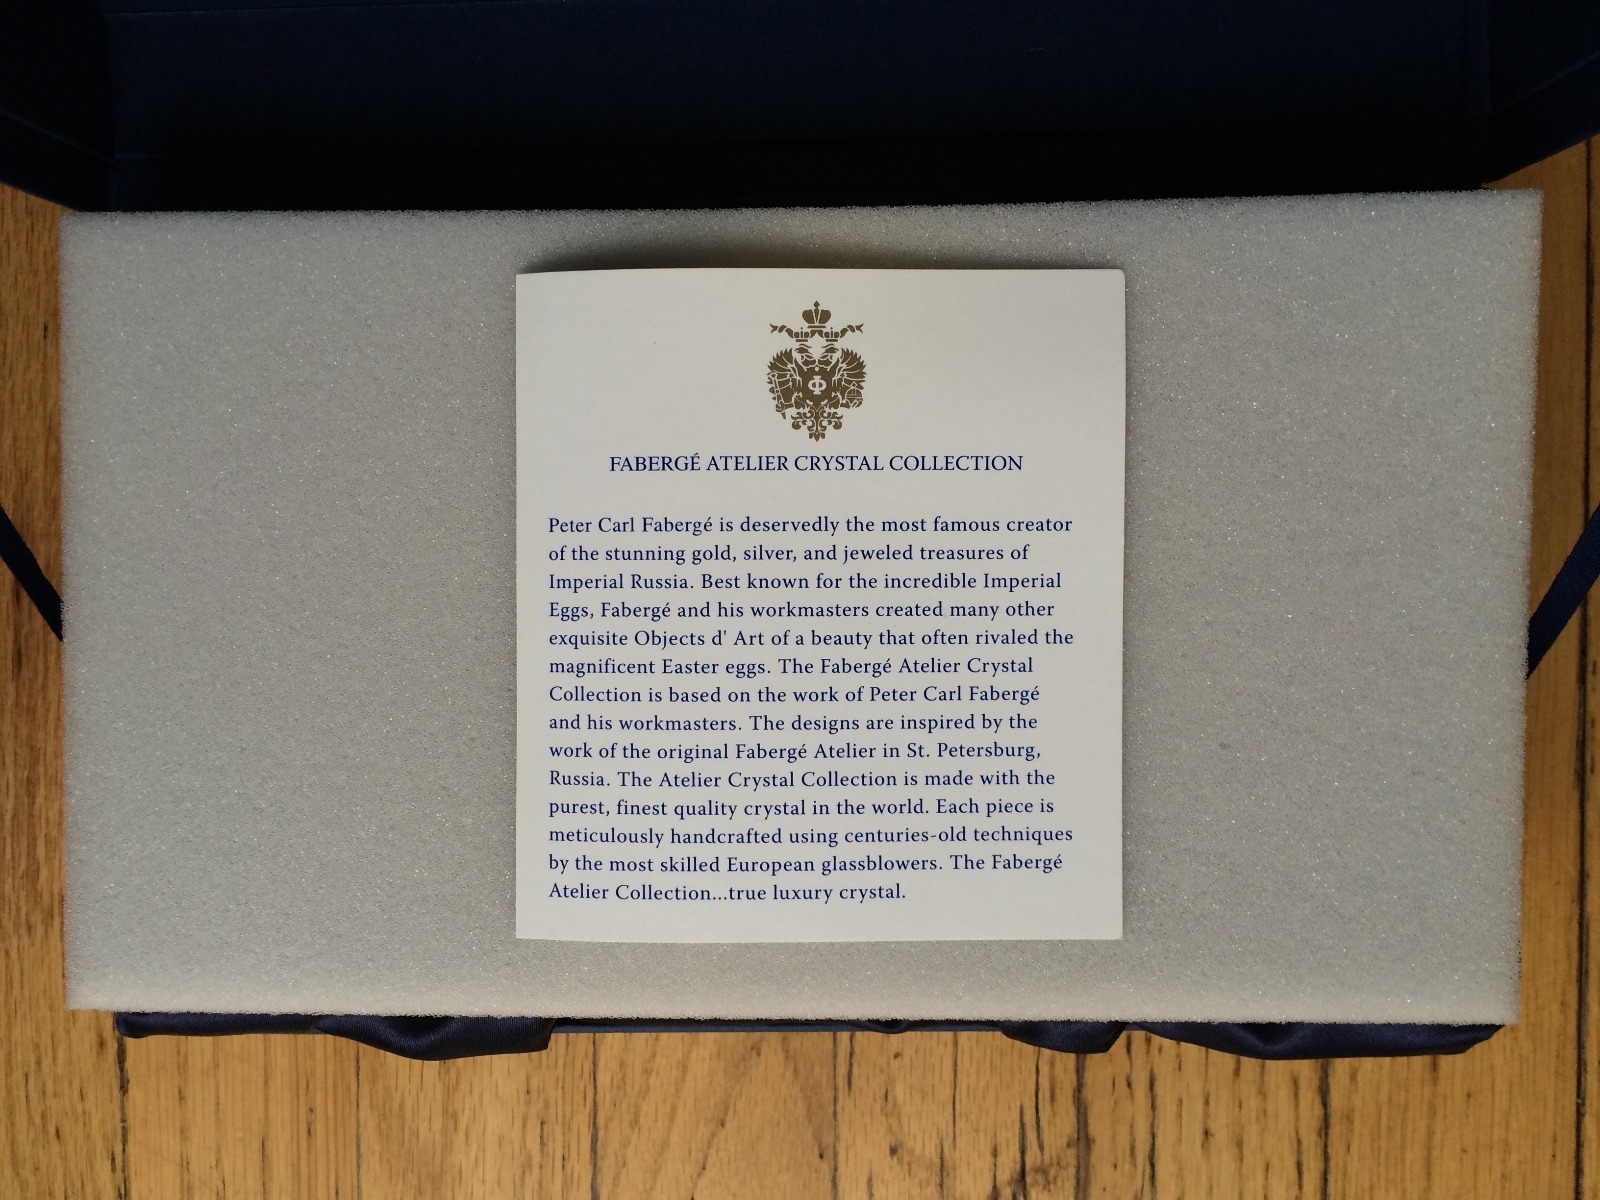 Ф
FABERGÉ ATELIER CRYSTAL COLLECTION
Peter Carl Fabergé is deservedly the most famous creator
of the stunning gold, silver, and jeweled treasures of
Imperial Russia. Best known for the incredible Imperial
Eggs, Fabergé and his workmasters created many other
exquisite Objects d' Art of a beauty that often rivaled the
magnificent Easter eggs. The Fabergé Atelier Crystal
Collection is based on the work of Peter Carl Fabergé
and his workmasters. The designs are inspired by the
work of the original Fabergé Atelier in St. Petersburg,
Russia. The Atelier Crystal Collection is made with the
purest, finest quality crystal in the world. Each piece is
meticulously handcrafted using centuries-old techniques
by the most skilled European glassblowers. The Fabergé
Atelier Collection...true luxury crystal.